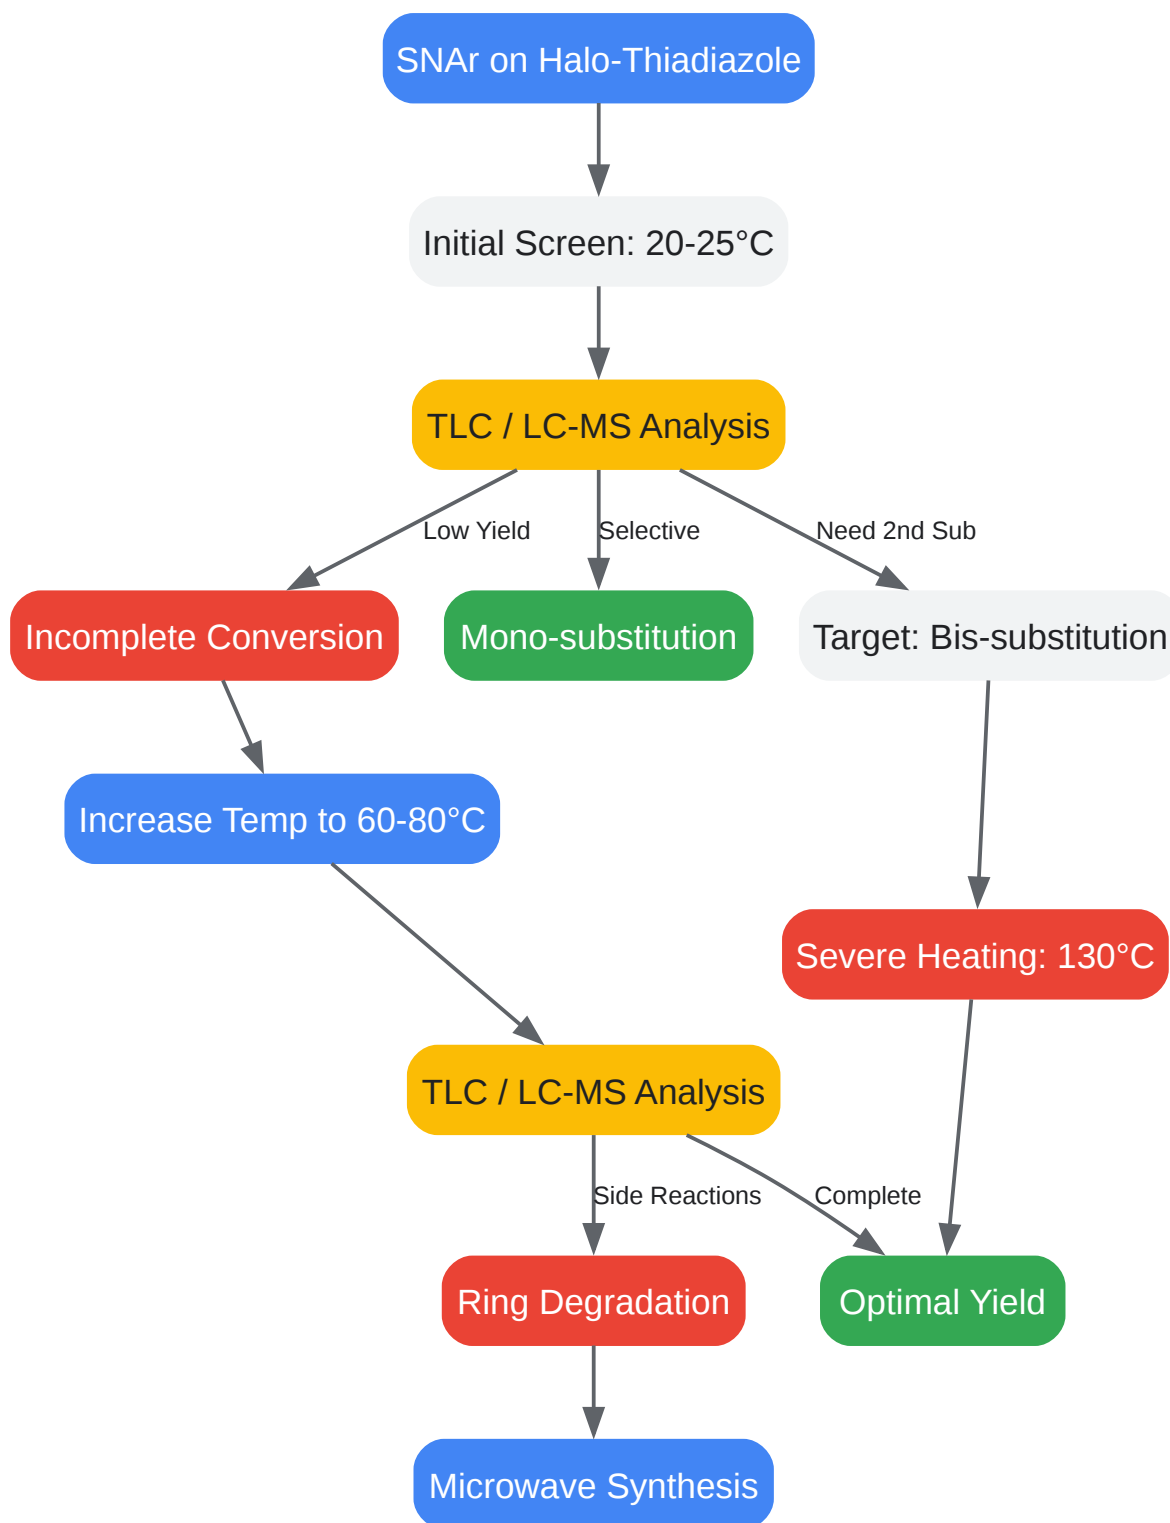 SNAr on Halo-Thiadiazole
Initial Screen: 20-25°C
TLC / LC-MS Analysis
Low Yield
Selective
Need 2nd Sub
Incomplete Conversion
Mono-substitution
Target: Bis-substitution
Increase Temp to 60-80°C
Severe Heating: 130°C
TLC / LC-MS Analysis
Side Reactions
Complete
Ring Degradation
Optimal Yield
Microwave Synthesis